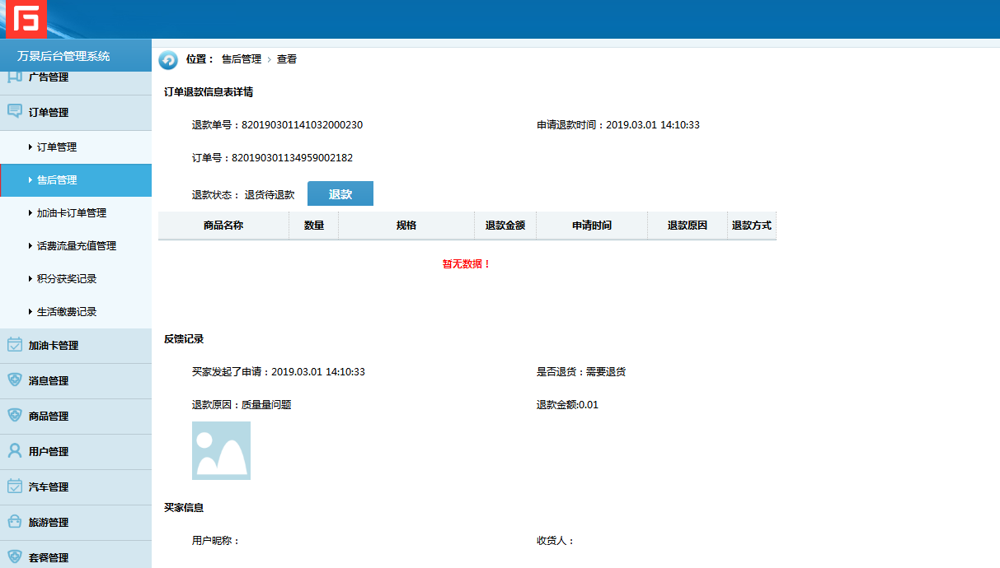 万景后台管理系统
广告管理
订单管理
订单管理
售后管理
加油卡订单管理
话费流量充值管理
积分获奖记录
生活缴费记录
加油卡管理
消息管理
商品管理
用户管理
汽车管理
旅游管理
套餐管理
位置： 售后管理 › 查看
订单退款信息表详情
退款单号：820190301141032000230 申请退款时间：2019.03.01 14:10:33
订单号：820190301134959002182
退款状态： 退货待退款 退款
商品名称 数量 规格 退款金额 申请时间 退款原因 退款方式
暂无数据！
反馈记录
买家发起了申请：2019.03.01 14:10:33 是否退货：需要退货
退款原因：质量量问题 退款金额:0.01
买家信息
用户昵称： 收货人：